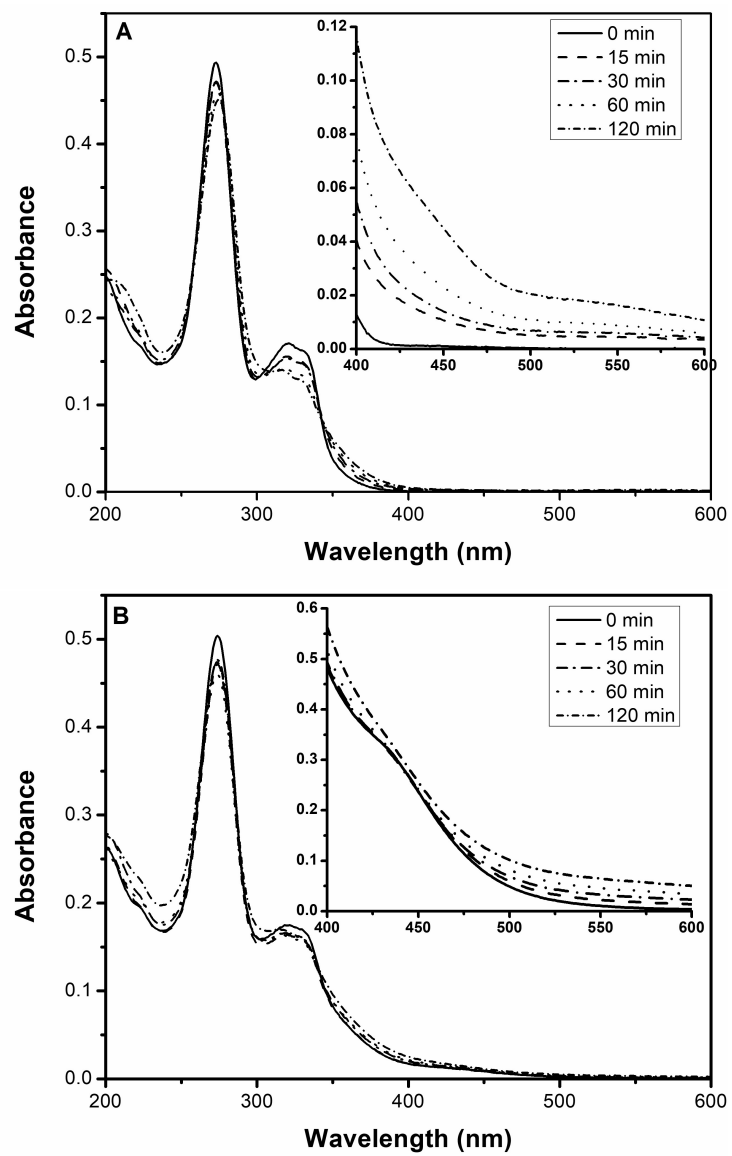 A
0.12
0.10
0.08
0.06
0.04
0.02
0.00
400 450 500 550 600
0 min
15 min
30 min
60 min
120 min
0.5
0.4
0.3
0.2
0.1
0.0
Absorbance
200 300 400 500 600
Wavelength (nm)
B
0.6
0.5
0.4
0.3
0.2
0.1
0.0
400 450 500 550 600
0 min
15 min
30 min
60 min
120 min
0.5
0.4
0.3
0.2
0.1
0.0
Absorbance
200 300 400 500 600
Wavelength (nm)